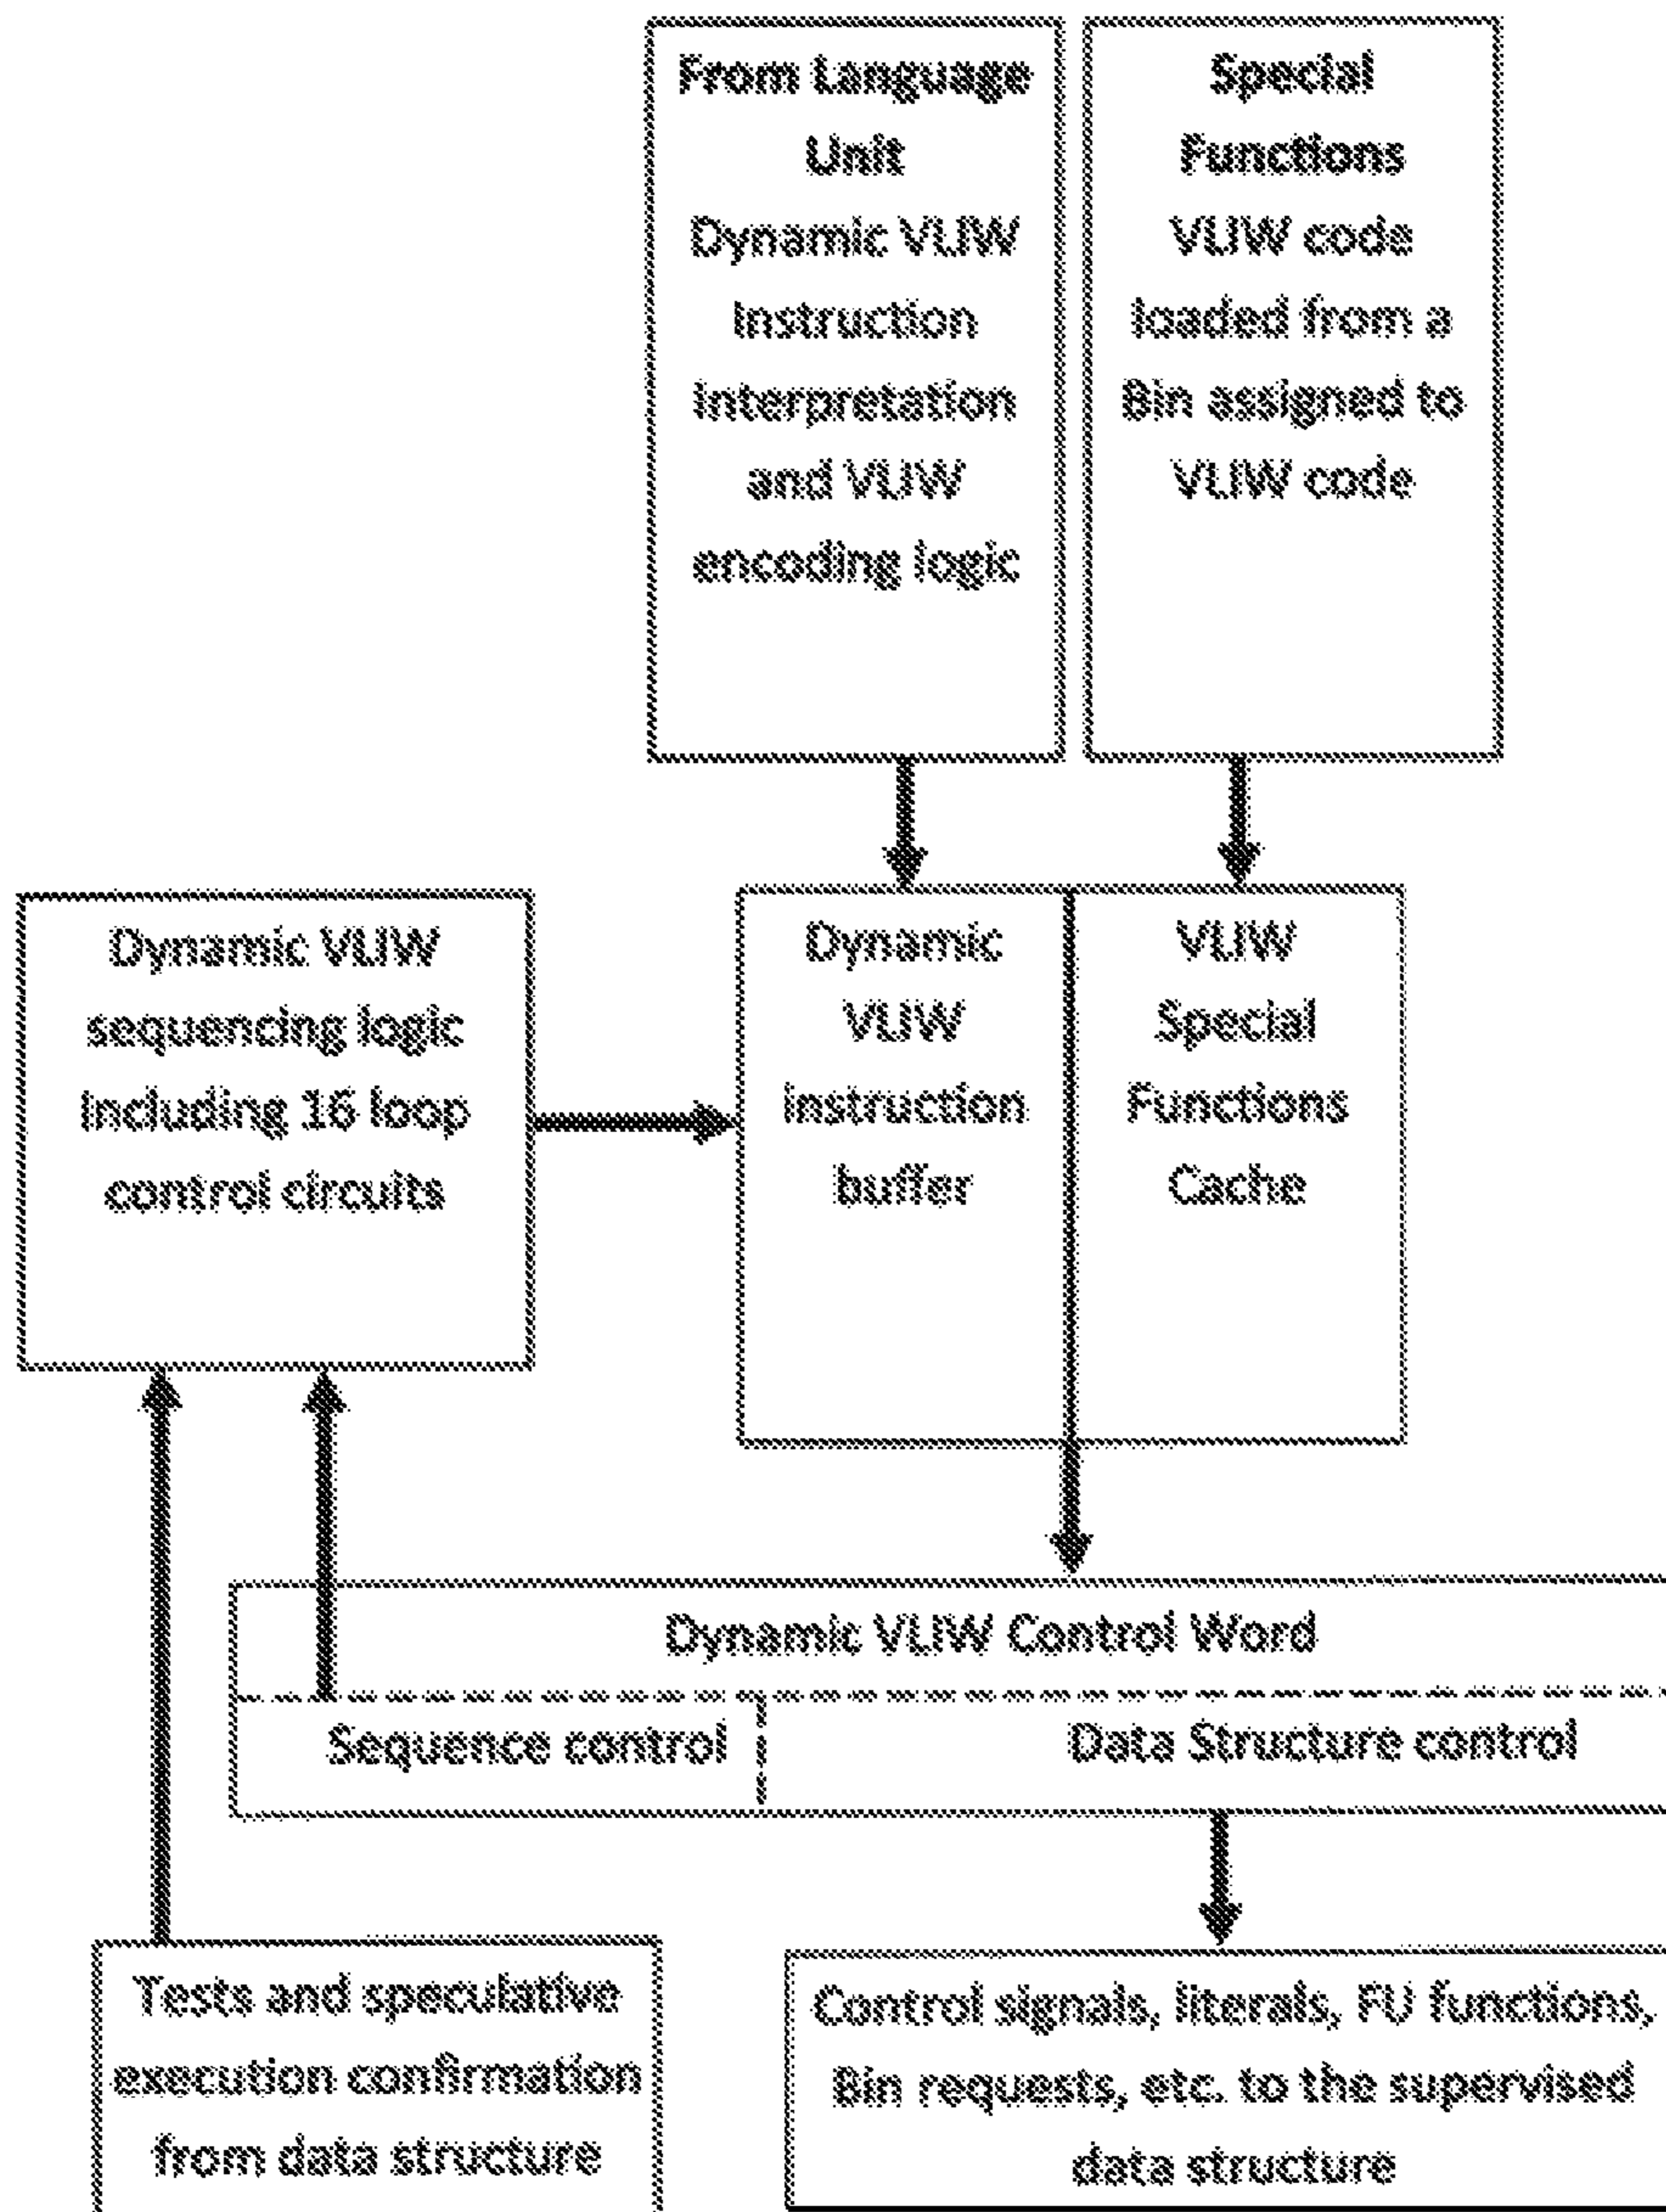 From Language
Unit
Dynamic VLIW
Instruction
Interpretation
and VLIW
encoding logic
Special
Functions
VLIW code
loaded from a
Bin assigned to
VLIW code
Dynamic VLIW
sequencing logic
Including 16 loop
control circuits
Dynamic
VLIW
instruction
buffer
VLIW
Special
Functions
Cache
Dynamic VLIW Control Word
Sequence control
Data Structure control
Tests and speculative
execution confirmation
from data structure
Control signals, literals, FU functions,
Bin requests, etc. to the supervised
data structure